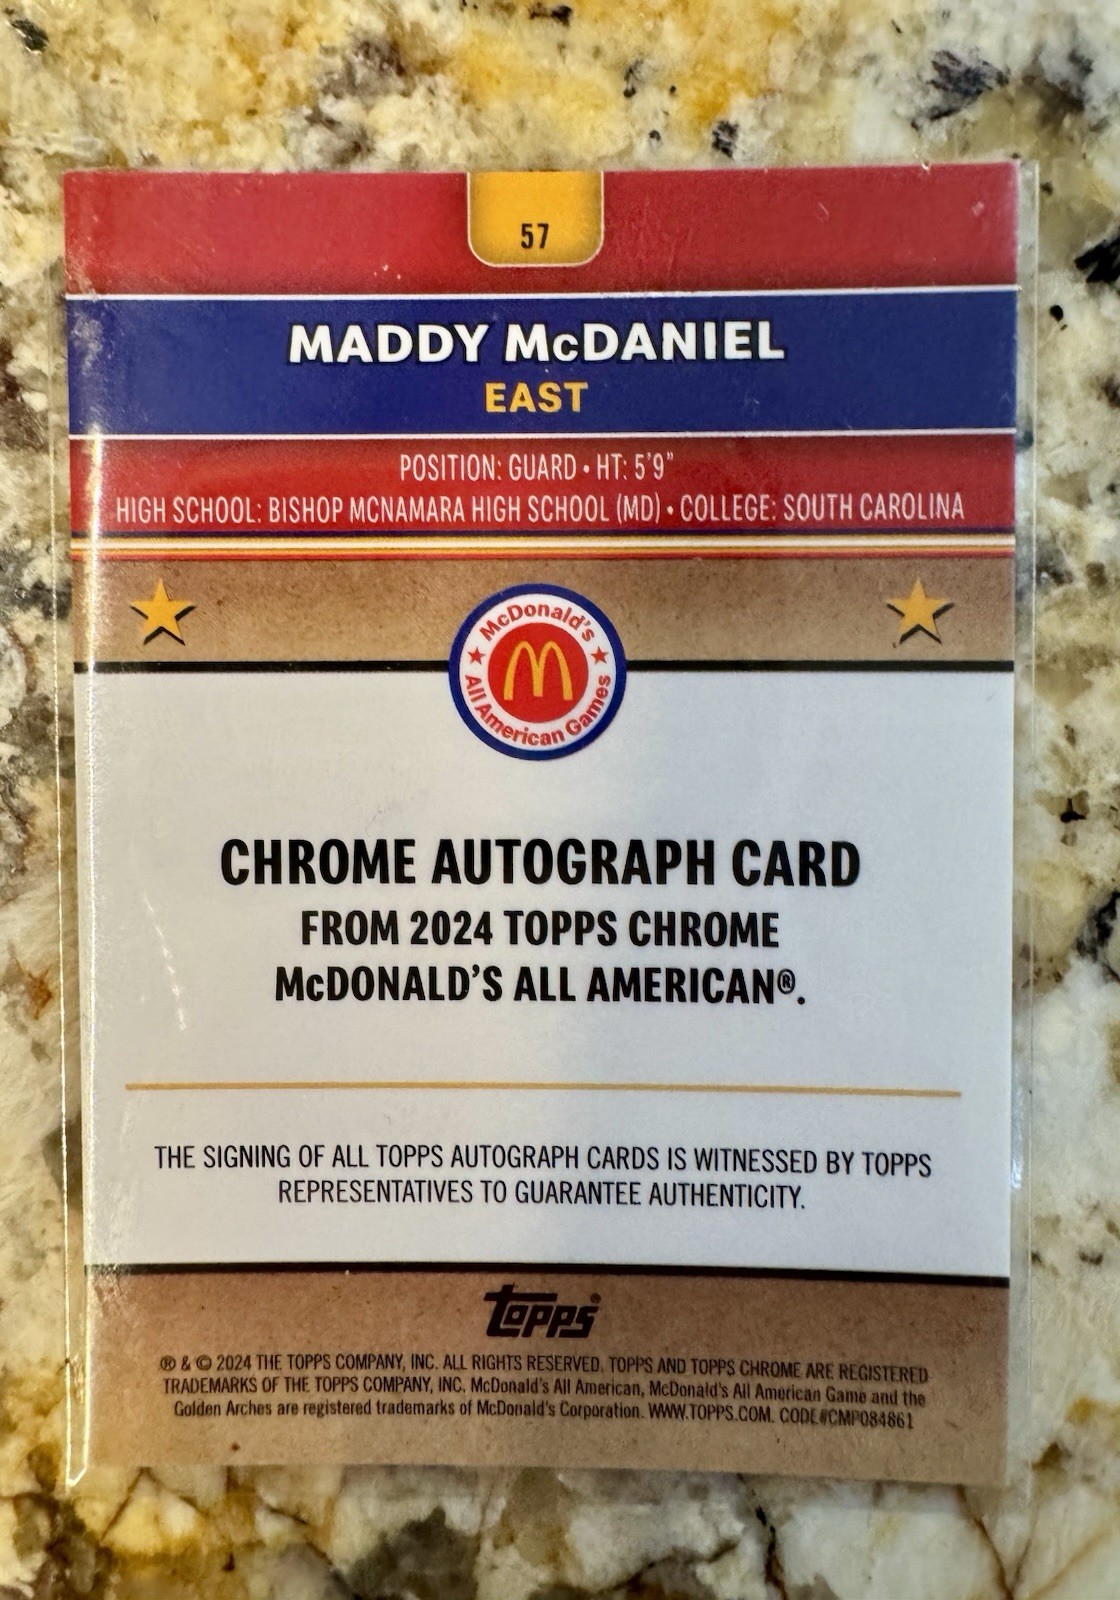 57
MADDY McDANIEL
EAST
POSITION: GUARD • HT: 5'9"
HIGH SCHOOL: BISHOP MCNAMARA HIGH SCHOOL (MD) • COLLEGE: SOUTH CAROLINA
McDonald's
All American Games
CHROME AUTOGRAPH CARD
FROM 2024 TOPPS CHROME
McDONALD'S ALL AMERICAN®.
THE SIGNING OF ALL TOPPS AUTOGRAPH CARDS IS WITNESSED BY TOPPS
REPRESENTATIVES TO GUARANTEE AUTHENTICITY.
topps®
® & © 2024 THE TOPPS COMPANY, INC. ALL RIGHTS RESERVED. TOPPS AND TOPPS CHROME ARE REGISTERED
TRADEMARKS OF THE TOPPS COMPANY, INC. McDonald's All American, McDonald's All American Game and the
Golden Arches are registered trademarks of McDonald's Corporation. WWW.TOPPS.COM. CODE#CMP084861